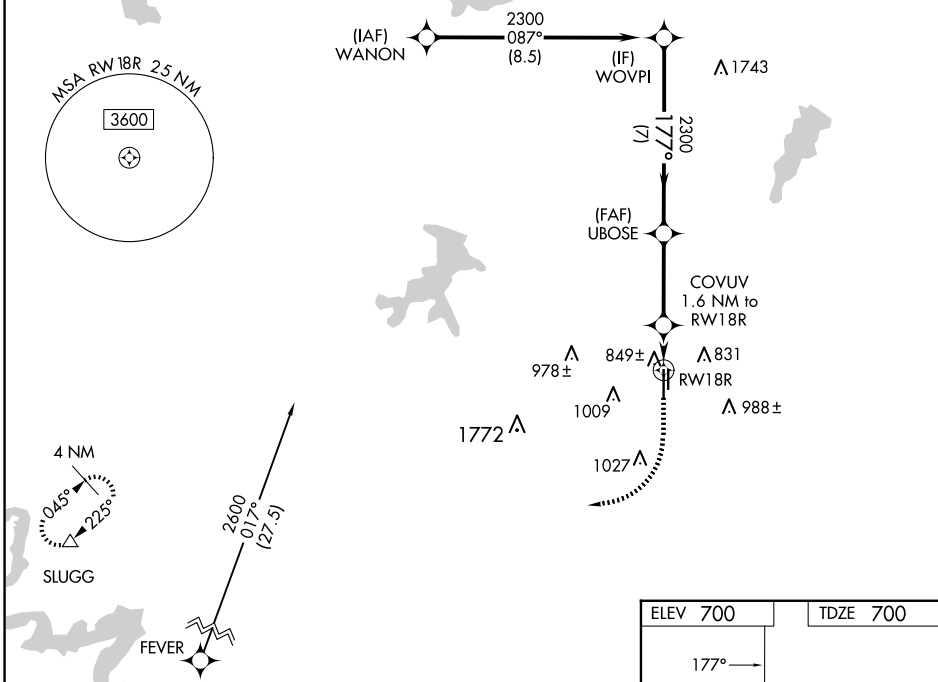 MSA RW 18R 25 NM
3600
(IAF)
WANON
2300
087°
(8.5)
(IF)
WOVPI
1743
2300
177°
(7)
(FAF)
UBOSE
COVUV
1.6 NM to
RW18R
978±
849±
831
RW18R
1009
988±
1772
1027
4 NM
045°
225°
SLUGG
2600
017°
(27.5)
FEVER
ELEV 700
TDZE 700
177°